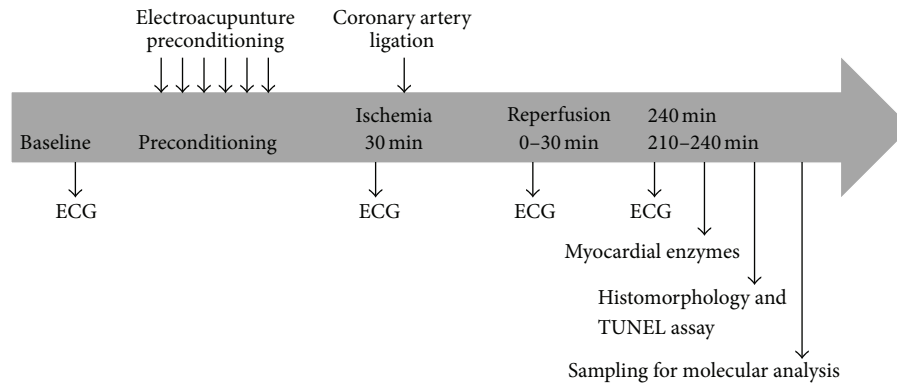 Electroacupunture
preconditioning
Coronary artery
ligation
Baseline
Preconditioning
Ischemia
30 min
Reperfusion
0–30 min
240 min
210–240 min
ECG
ECG
ECG
ECG
Myocardial enzymes
Histomorphology and
TUNEL assay
Sampling for molecular analysis